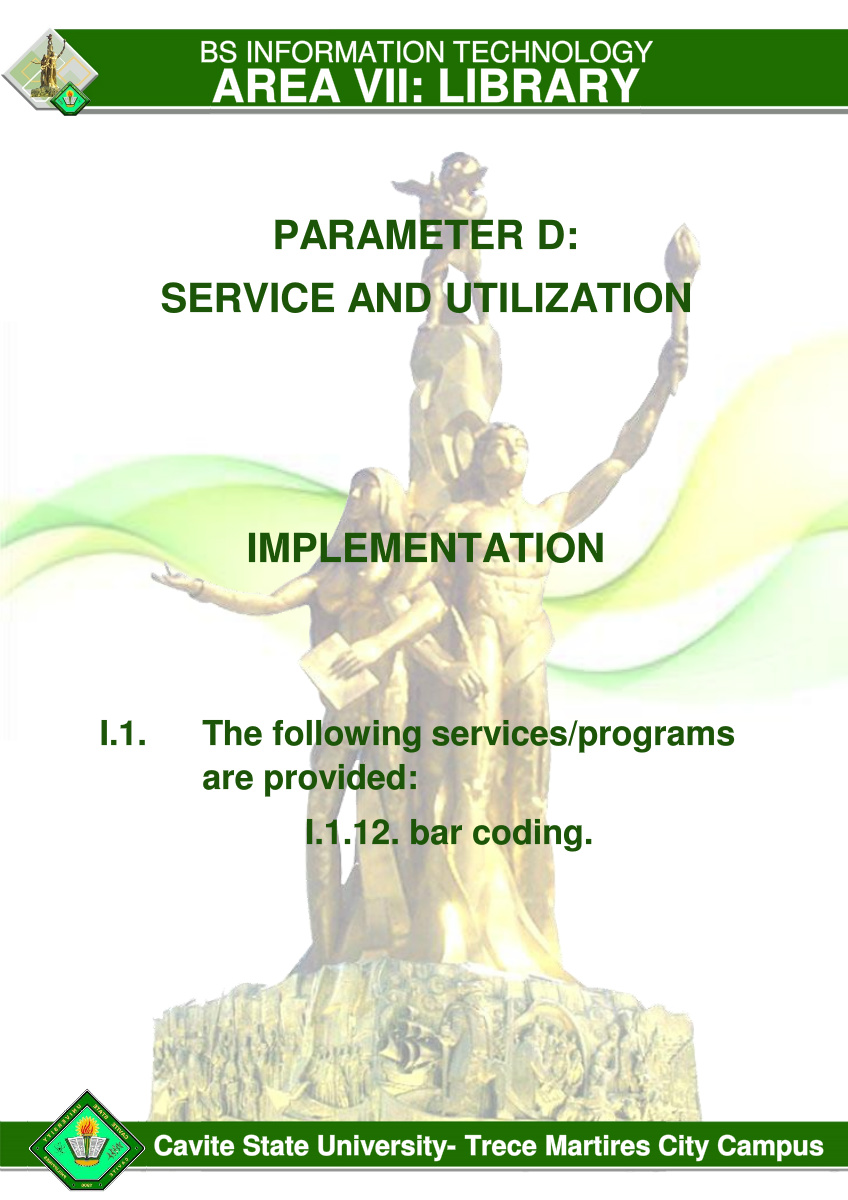 BS INFORMATION TECHNOLOGY
AREA VII: LIBRARY
PARAMETER D:
SERVICE AND UTILIZATION
IMPLEMENTATION
I.1. The following services/programs
are provided:
I.1.12. bar coding.
Cavite State University- Trece Martires City Campus